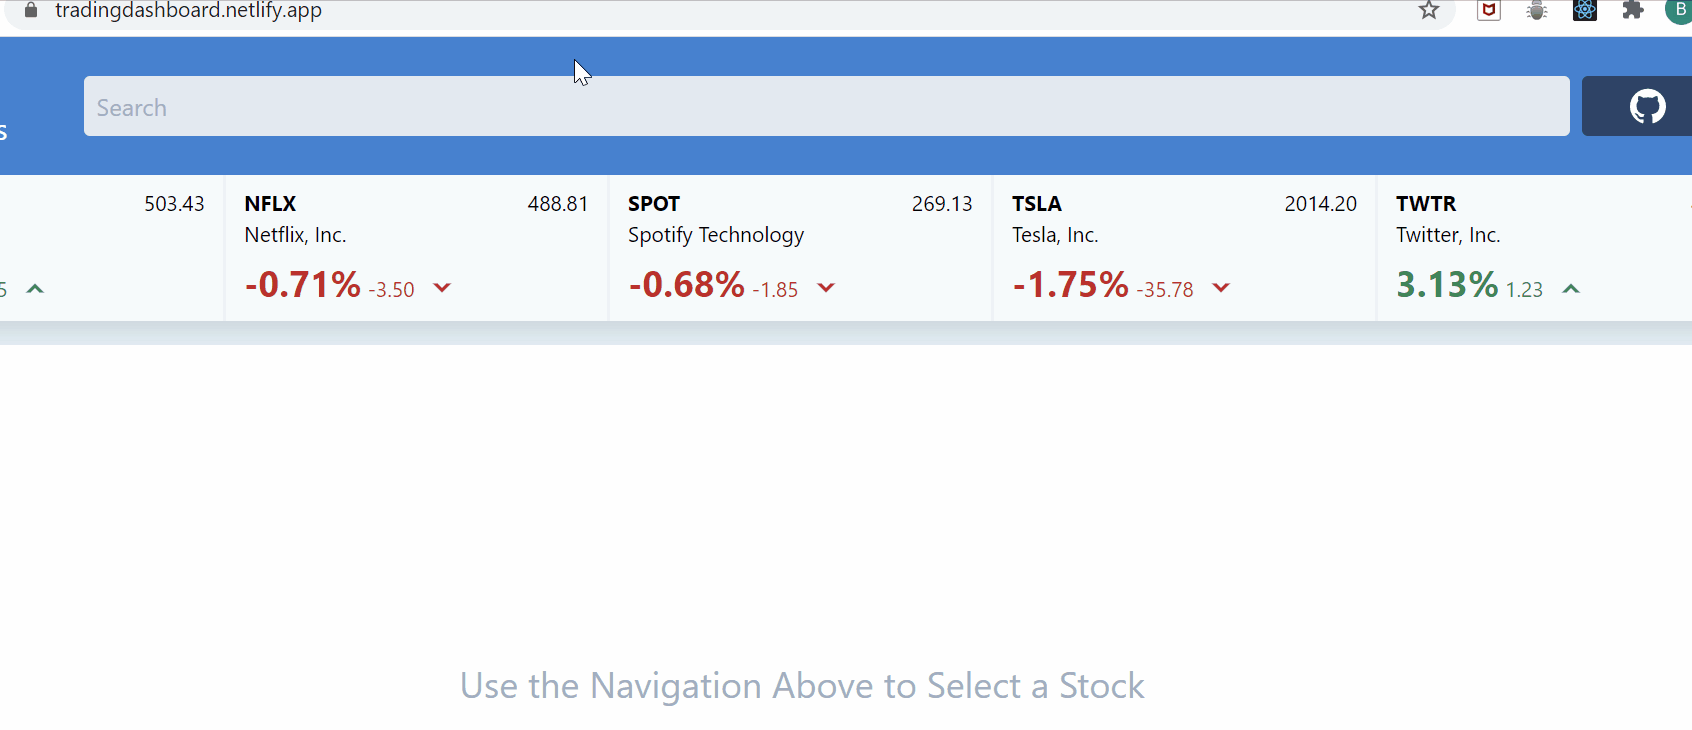 tradingdashboard.netlify.app
B
Search
s
503.43
5
NFLX 488.81
Netflix, Inc.
-0.71% -3.50
SPOT 269.13
Spotify Technology
-0.68% -1.85
TSLA 2014.20
Tesla, Inc.
-1.75% -35.78
TWTR
Twitter, Inc.
3.13% 1.23
Use the Navigation Above to Select a Stock